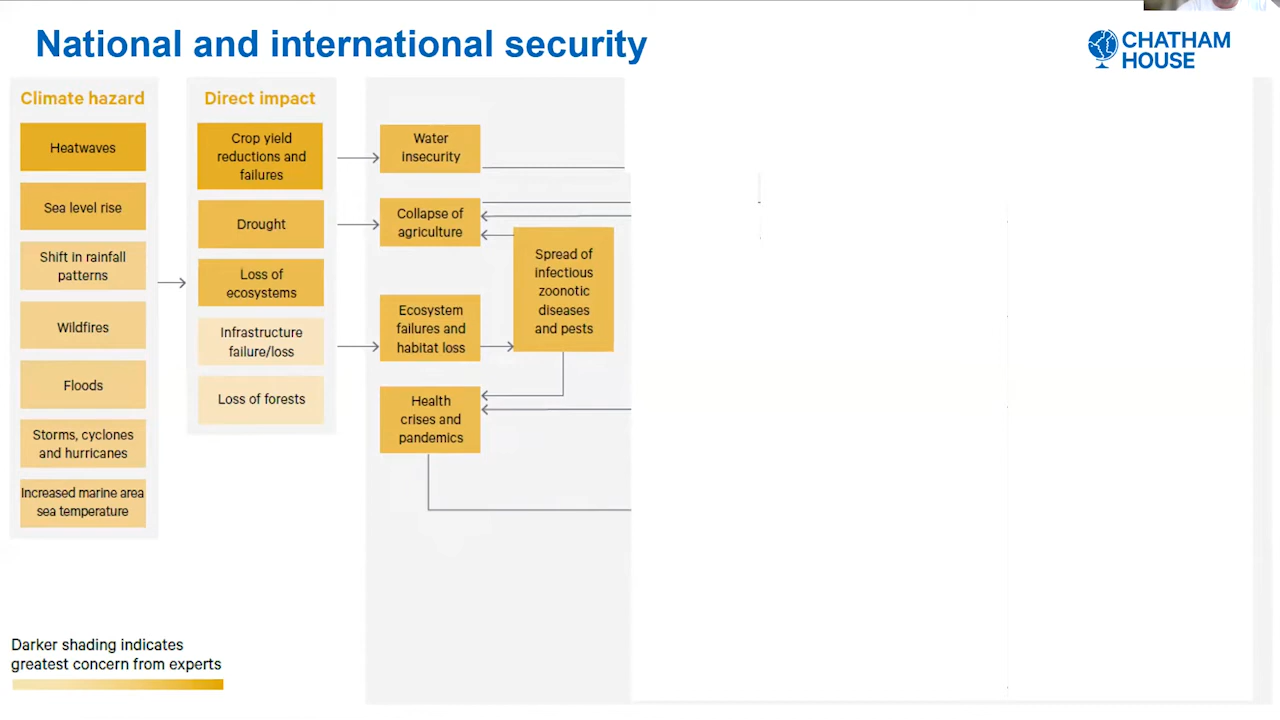 National and international security
CHATHAM
HOUSE
Climate hazard
Heatwaves
Sea level rise
Shift in rainfall
patterns
Wildfires
Floods
Storms, cyclones
and hurricanes
Increased marine area
sea temperature
Direct impact
Crop yield
reductions and
failures
Drought
Loss of
ecosystems
Infrastructure
failure/loss
Loss of forests
Water
insecurity
Collapse of
agriculture
Ecosystem
failures and
habitat loss
Health
crises and
pandemics
Spread of
infectious
zoonotic
diseases
and pests
Darker shading indicates
greatest concern from experts